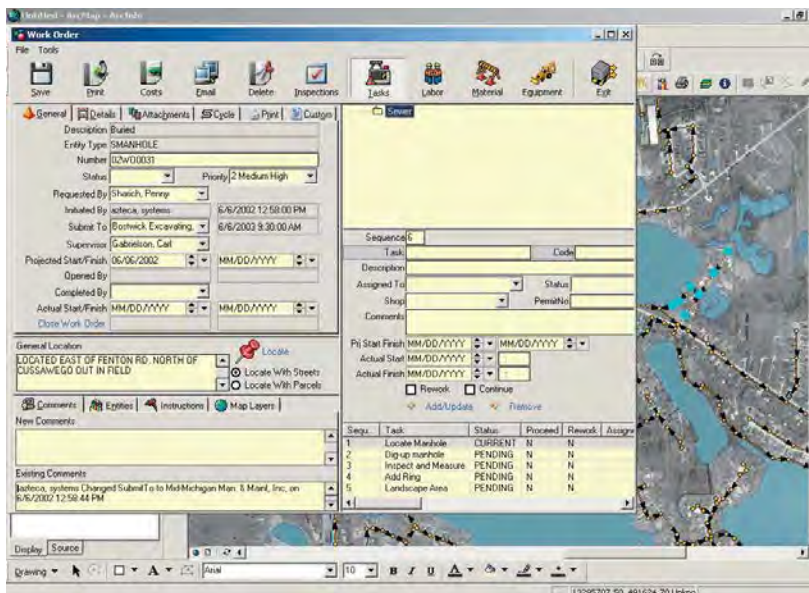 Untitled - ArcMap - ArcInfo
Work Order
File Tools
Save Print Costs Email Delete Inspections Tasks Labor Material Equipment Exit
General Details Attachments Cycle Print Custom
Description Buried
Entity Type SMANHOLE
Number 02WO0031
Status Priority 2 Medium High
Requested By Sharich, Penny
Initiated By azteca, systems 6/6/2002 12:58:00 PM
Submit To Bostwick Excavating, 6/6/2003 9:30:00 AM
Supervisor Gabrielson, Carl
Projected Start/Finish 06/06/2002 MM/DD/YYYY
Opened By
Completed By
Actual Start/Finish MM/DD/YYYY MM/DD/YYYY
Close Work Order
General Location
Locate
LOCATED EAST OF FENTON RD. NORTH OF
CUSSAWEGO OUT IN FIELD
Locate With Streets
Locate With Parcels
Comments Entities Instructions Map Layers
New Comments
Existing Comments
azteca, systems Changed SubmitTo to Mid-Michigan Man. & Maint, Inc. on
6/6/2002 12:58:44 PM
Sewer
Sequence 6
Task Code
Description
Assigned To Status
Shop PermitNo
Comments
Prj Start Finish MM/DD/YYYY MM/DD/YYYY
Actual Start MM/DD/YYYY :
Actual Finish MM/DD/YYYY :
Rework Continue
Add/Update Remove
Sequ... Task Status Proceed Rework Assign
1 Locate Manhole CURRENT N N
2 Dig-up manhole PENDING N N
3 Inspect and Measure PENDING N N
4 Add Ring PENDING N N
5 Landscape Area PENDING N N
Display Source
Drawing A Arial 10 B I U A